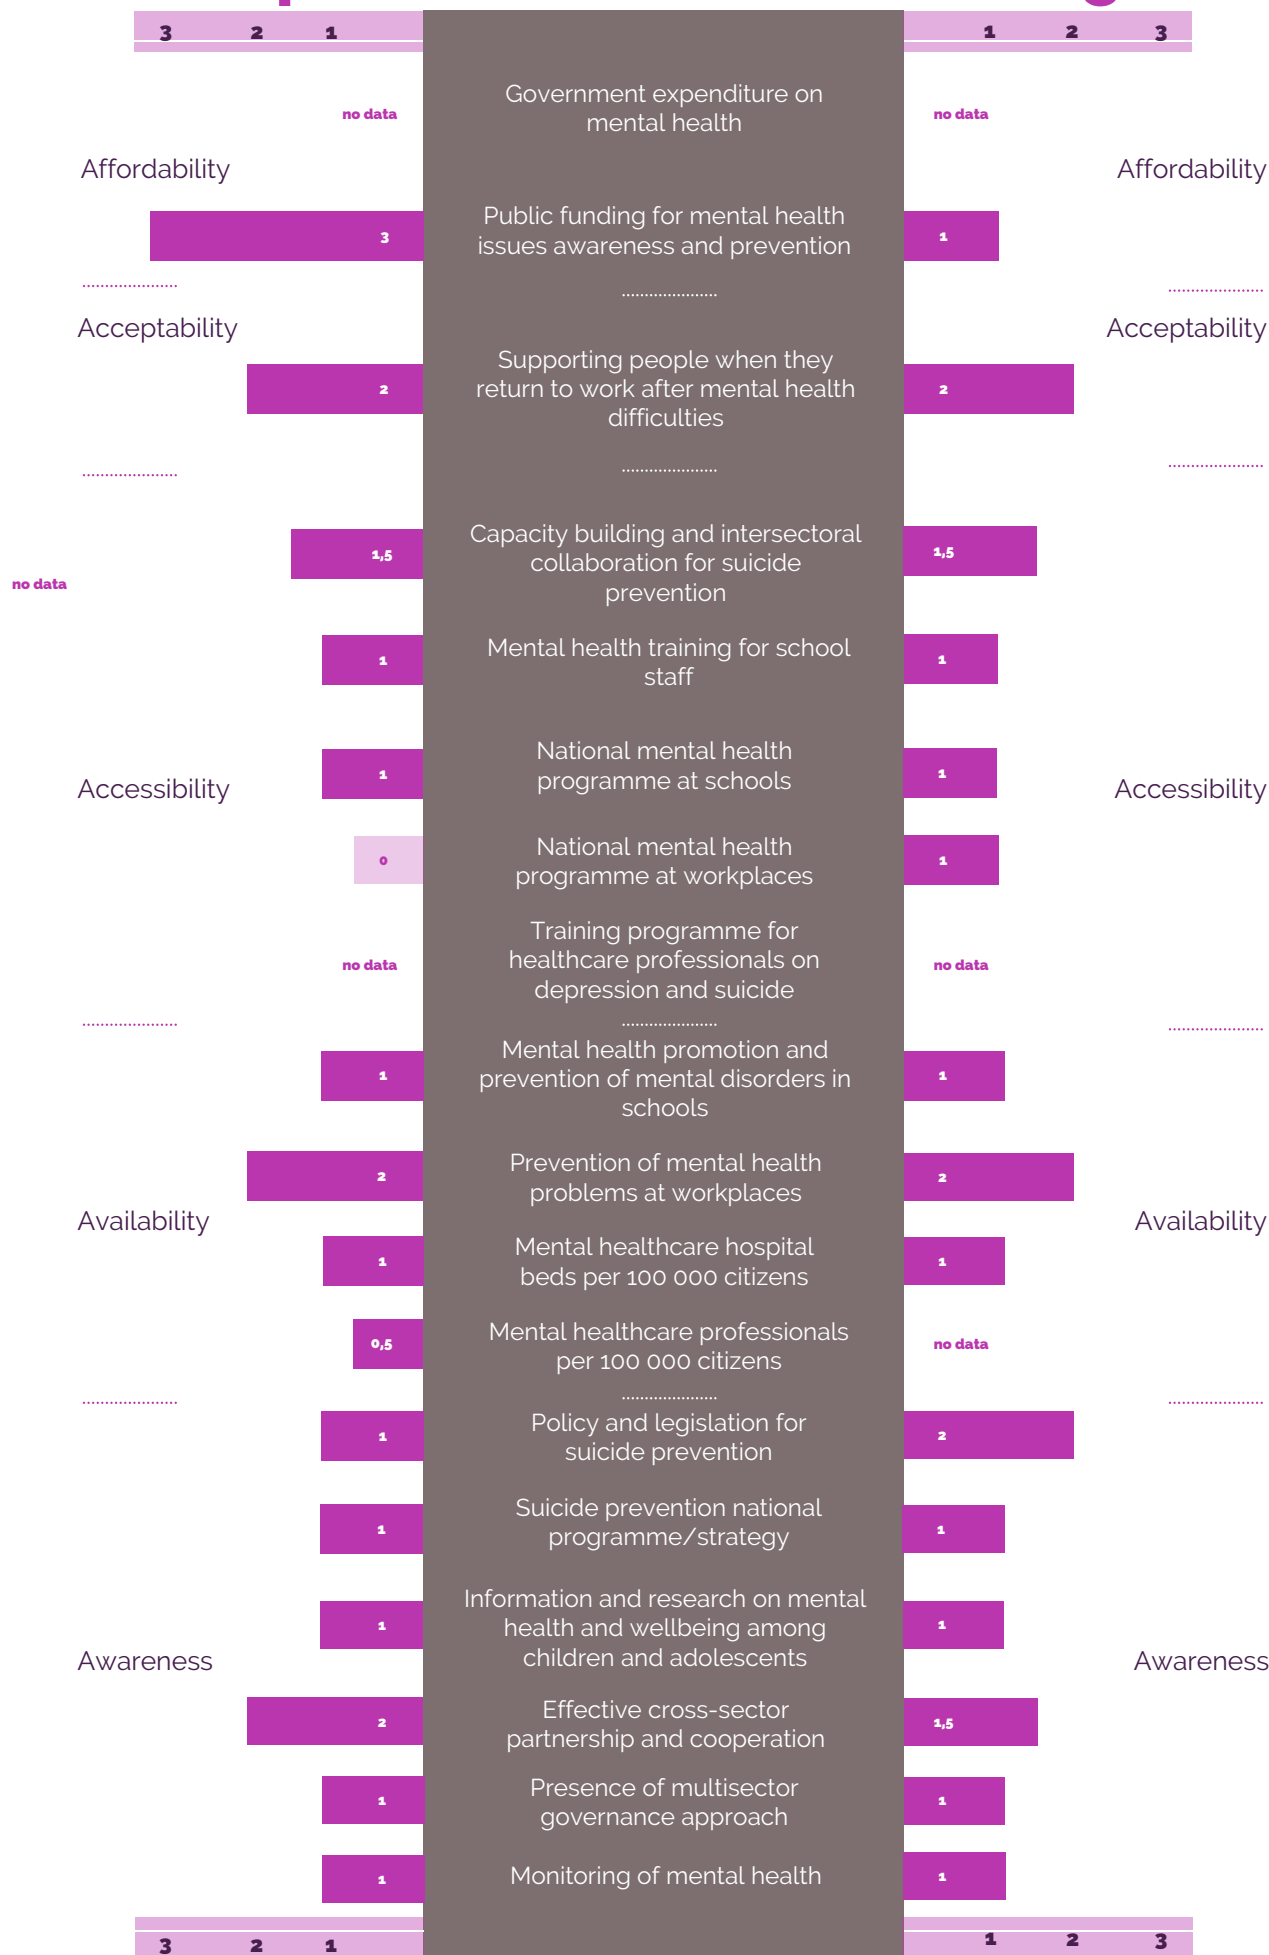 3 2 1 1 2 3
no data
Government expenditure on
mental health
no data
Affordability
Affordability
3
Public funding for mental health
issues awareness and prevention
1
Acceptability
Acceptability
2
Supporting people when they
return to work after mental health
difficulties
2
1,5
Capacity building and intersectoral
collaboration for suicide
prevention
1,5
no data
1
Mental health training for school
staff
1
1
National mental health
programme at schools
1
Accessibility
Accessibility
0
National mental health
programme at workplaces
1
no data
Training programme for
healthcare professionals on
depression and suicide
no data
1
Mental health promotion and
prevention of mental disorders in
schools
1
2
Prevention of mental health
problems at workplaces
2
Availability
Availability
1
Mental healthcare hospital
beds per 100 000 citizens
1
0,5
Mental healthcare professionals
per 100 000 citizens
no data
1
Policy and legislation for
suicide prevention
2
1
Suicide prevention national
programme/strategy
1
1
Information and research on mental
health and wellbeing among
children and adolescents
1
Awareness
Awareness
2
Effective cross-sector
partnership and cooperation
1,5
1
Presence of multisector
governance approach
1
1
Monitoring of mental health
1
3 2 1 1 2 3